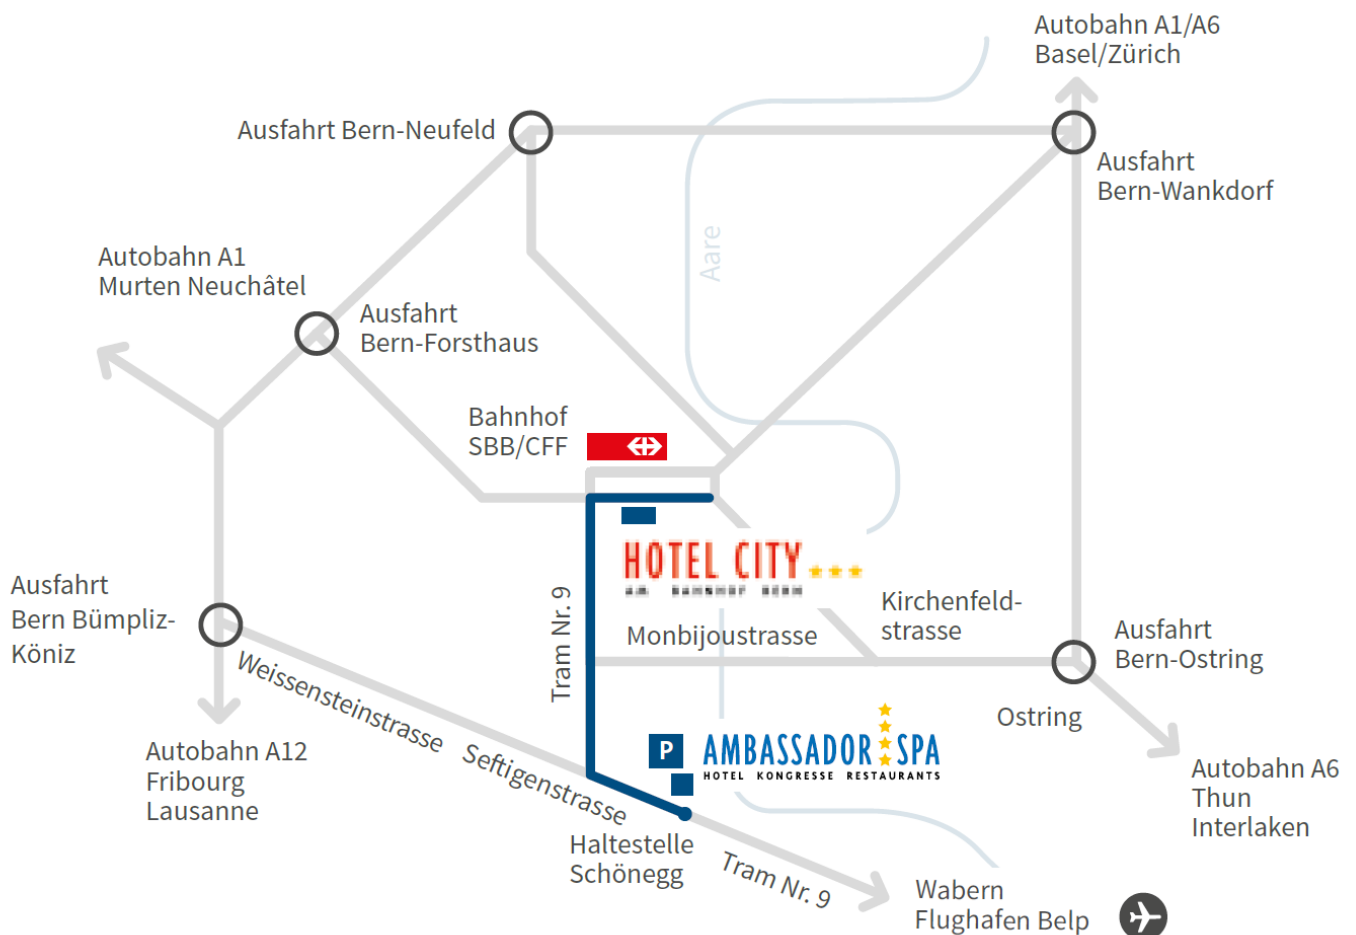 Autobahn A1/A6
Basel/Zürich
Ausfahrt Bern-Neufeld
Ausfahrt
Bern-Wankdorf
Aare
Autobahn A1
Murten Neuchâtel
Ausfahrt
Bern-Forsthaus
Bahnhof
SBB/CFF
HOTEL CITY
Ausfahrt
Bern Bümpliz-
Köniz
Tram Nr. 9
Monbijoustrasse
Kirchenfeld-
strasse
Ausfahrt
Bern-Ostring
Weissensteinstrasse
Seftigenstrasse
Ostring
P
AMBASSADOR SPA
HOTEL KONGRESSE RESTAURANTS
Autobahn A12
Fribourg
Lausanne
Autobahn A6
Thun
Interlaken
Haltestelle
Schönegg
Tram Nr. 9
Wabern
Flughafen Belp